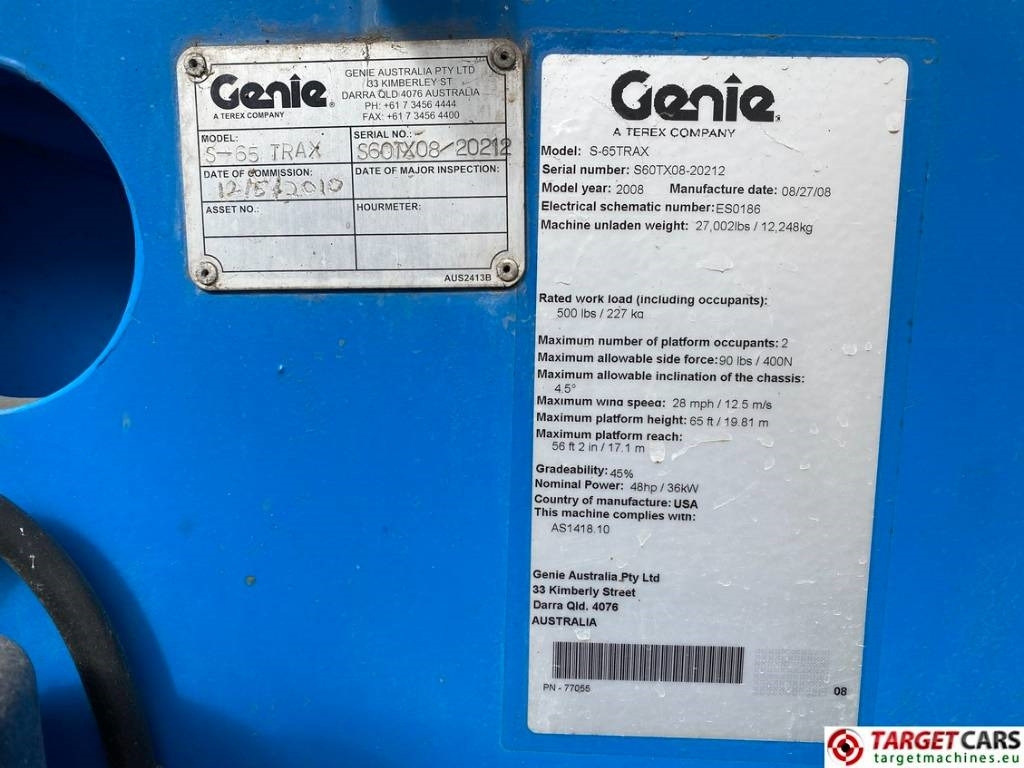 Genie
A TEREX COMPANY
GENIE AUSTRALIA PTY LTD
33 KIMBERLEY ST
DARRA QLD 4076 AUSTRALIA
PH: +61 7 3456 4444
FAX: +61 7 3456 4400
MODEL:
S-65 TRAX
SERIAL NO.:
S60TX08-20212
DATE OF COMMISSION:
12/5/2010
DATE OF MAJOR INSPECTION:
ASSET NO.:
HOURMETER:
AUS2413B
Genie
A TEREX COMPANY
Model: S-65TRAX
Serial number: S60TX08-20212
Model year: 2008 Manufacture date: 08/27/08
Electrical schematic number: ES0186
Machine unladen weight: 27,002lbs / 12,248kg
Rated work load (including occupants):
500 lbs / 227 kg
Maximum number of platform occupants: 2
Maximum allowable side force: 90 lbs / 400N
Maximum allowable inclination of the chassis:
4.5°
Maximum wind speed: 28 mph / 12.5 m/s
Maximum platform height: 65 ft / 19.81 m
Maximum platform reach:
56 ft 2 in / 17.1 m
Gradeability: 45%
Nominal Power: 48hp / 36kW
Country of manufacture: USA
This machine complies with:
AS1418.10
Genie Australia Pty Ltd
33 Kimberly Street
Darra Qld. 4076
AUSTRALIA
PN - 77055
08
TARGETCARS
targetmachines.eu